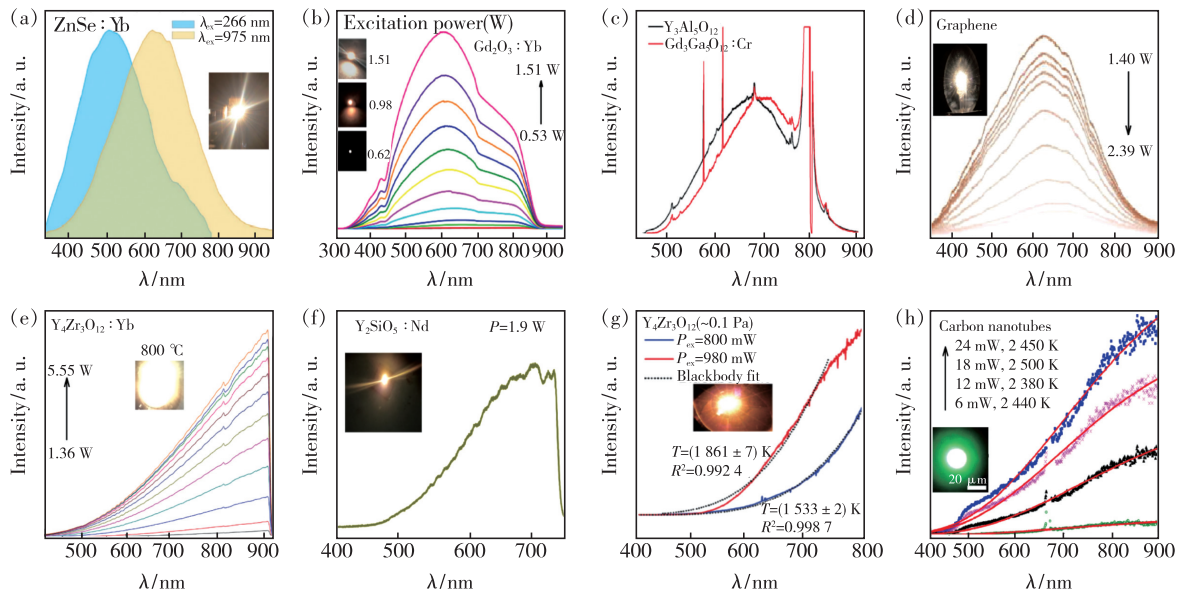 (a)
ZnSe:Yb
λex=266 nm
λex=975 nm
Intensity/a. u.
400 500 600 700 800 900
λ/nm
(b)
Excitation power(W)
Gd2O3:Yb
1.51
1.51 W
0.98
0.53 W
0.62
Intensity/a. u.
300 400 500 600 700 800 900
λ/nm
(c)
Y3Al5O12
Gd3Ga5O12:Cr
Intensity/a. u.
500 600 700 800 900
λ/nm
(d)
Graphene
1.40 W
2.39 W
Intensity/a. u.
400 500 600 700 800 900
λ/nm
(e)
Y4Zr3O12:Yb
800 ℃
5.55 W
1.36 W
Intensity/a. u.
500 600 700 800 900
λ/nm
(f)
Y2SiO5:Nd
P=1.9 W
Intensity/a. u.
400 500 600 700
λ/nm
(g)
Y4Zr3O12(~0.1 Pa)
Pex=800 mW
Pex=980 mW
Blackbody fit
T=(1 861 ± 7) K
R2=0.992 4
T=(1 533 ± 2) K
R2=0.998 7
Intensity/a. u.
400 500 600 700 800
λ/nm
(h)
Carbon nanotubes
24 mW, 2 450 K
18 mW, 2 500 K
12 mW, 2 380 K
6 mW, 2 440 K
20 μm
Intensity/a. u.
400 500 600 700 800 900
λ/nm